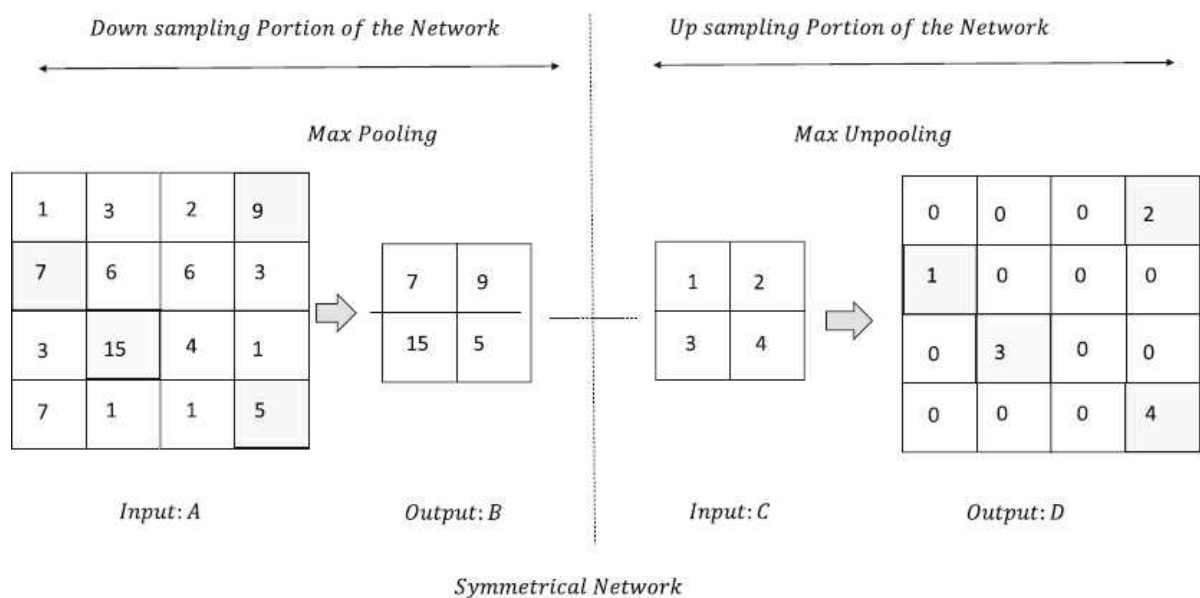 Down sampling Portion of the Network
Up sampling Portion of the Network
Max Pooling
Max Unpooling
1 3 2 9
7 6 6 3
3 15 4 1
7 1 1 5
7 9
15 5
1 2
3 4
0 0 0 2
1 0 0 0
0 3 0 0
0 0 0 4
Input: A
Output: B
Input: C
Output: D
Symmetrical Network